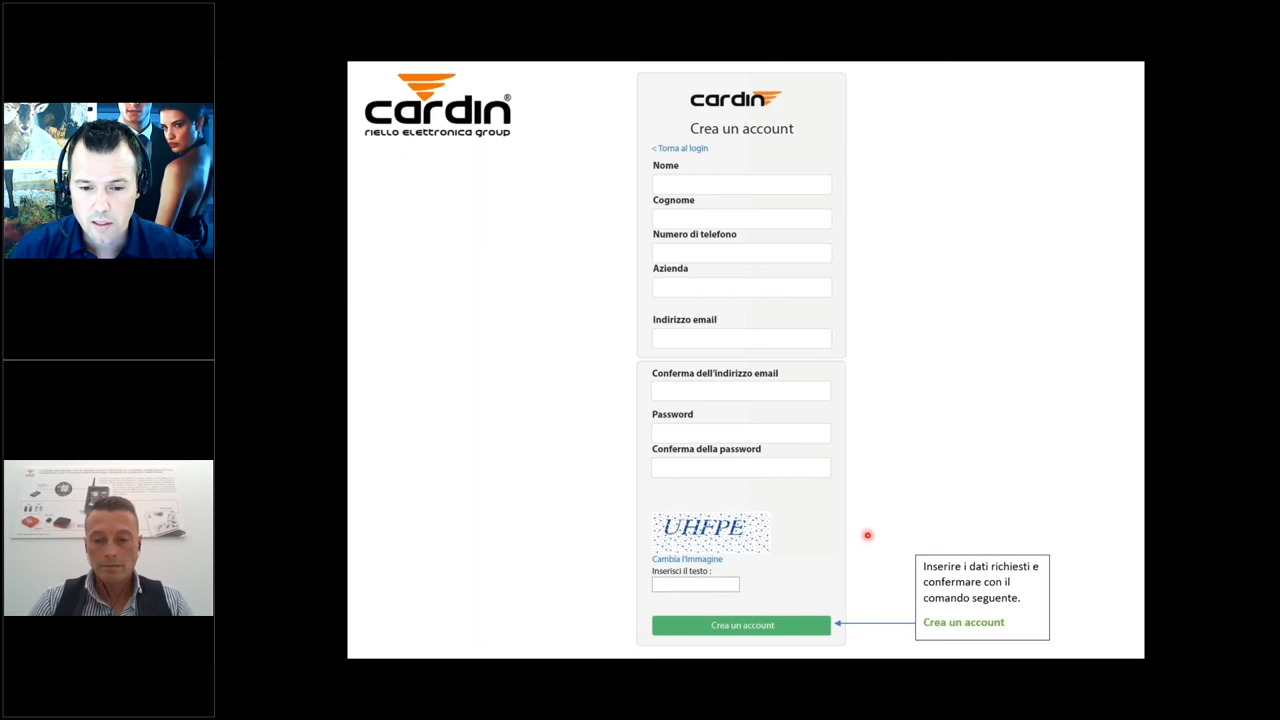 cardin®
riello elettronica group
cardin
Crea un account
< Torna al login
Nome
Cognome
Numero di telefono
Azienda
Indirizzo email
Conferma dell'indirizzo email
Password
Conferma della password
UHFPE
Cambia l'immagine
Inserisci il testo :
Crea un account
Inserire i dati richiesti e
confermare con il
comando seguente.
Crea un account